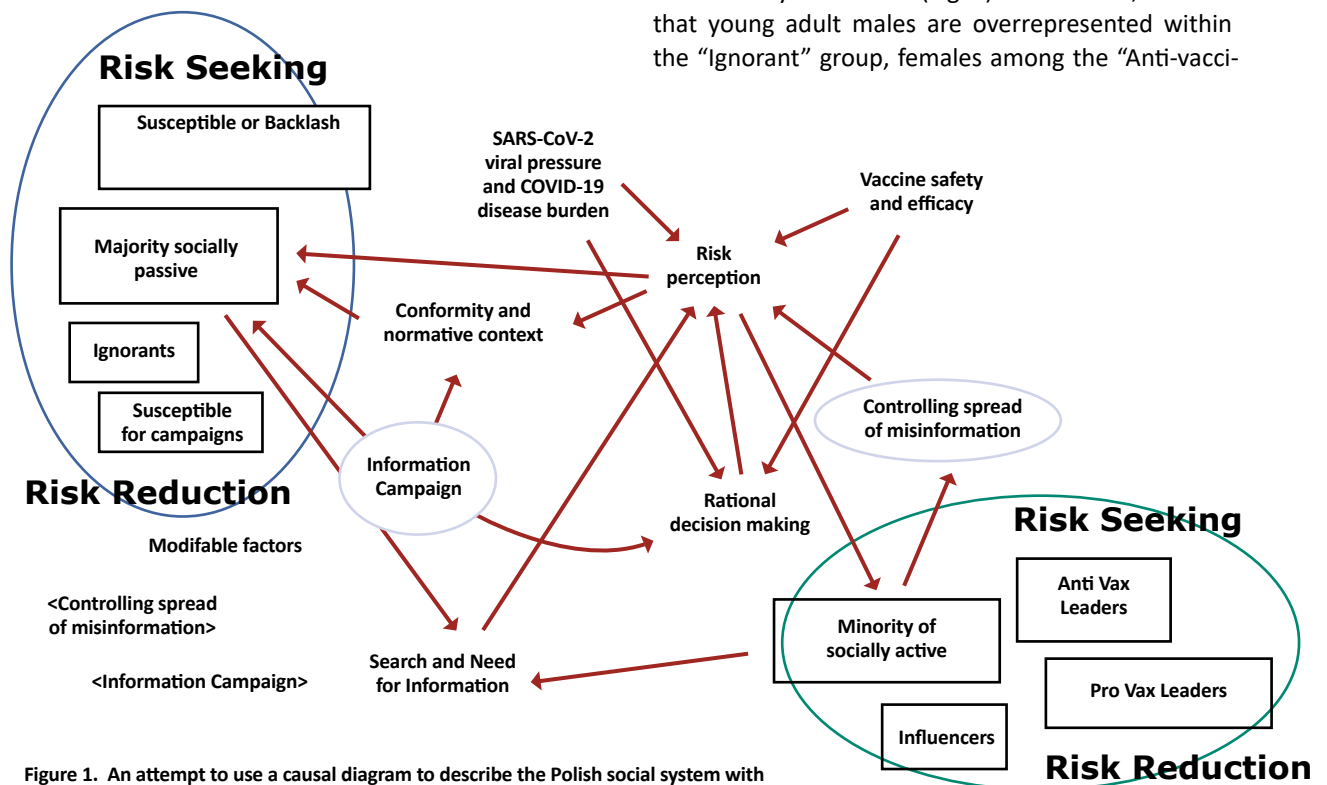 that young adult males are overrepresented within
the “Ignorant” group, females among the “Anti-vacci-
Risk Seeking
Susceptible or Backlash
SARS-CoV-2
viral pressure
and COVID-19
disease burden
Vaccine safety
and efficacy
Majority socially
passive
Risk
perception
Conformity and
normative context
Ignorants
Susceptible
for campaigns
Controlling spread
of misinformation
Information
Campaign
Risk Reduction
Rational
decision making
Modifable factors
Risk Seeking
Anti Vax
Leaders
<Controlling spread
of misinformation>
Minority of
socially active
Search and Need
for Information
<Information Campaign>
Pro Vax Leaders
Influencers
Risk Reduction
Figure 1. An attempt to use a causal diagram to describe the Polish social system with